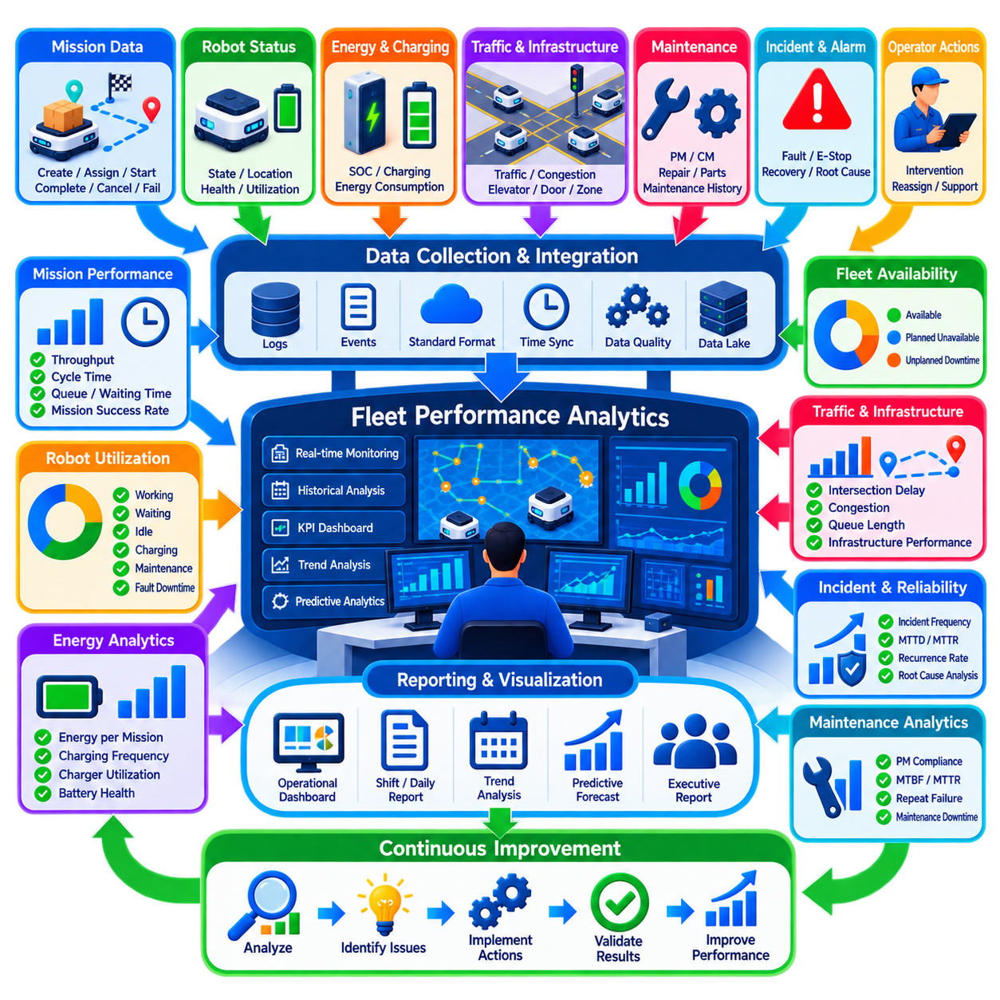 Mission Data
Create / Assign / Start
Complete / Cancel / Fail
Robot Status
State / Location
Health / Utilization
Energy & Charging
SOC / Charging
Energy Consumption
Traffic & Infrastructure
Traffic / Congestion
Elevator / Door / Zone
Maintenance
PM / CM
Repair / Parts
Maintenance History
Incident & Alarm
Fault / E-Stop
Recovery / Root Cause
Operator Actions
Intervention
Reassign / Support
Data Collection & Integration
Logs
Events
Standard Format
Time Sync
Data Quality
Data Lake
Mission Performance
Throughput
Cycle Time
Queue / Waiting Time
Mission Success Rate
Fleet Availability
Available
Planned Unavailable
Unplanned Downtime
Fleet Performance Analytics
Real-time Monitoring
Historical Analysis
KPI Dashboard
Trend Analysis
Predictive Analytics
Robot Utilization
Working
Waiting
Idle
Charging
Maintenance
Fault Downtime
Traffic & Infrastructure
Intersection Delay
Congestion
Queue Length
Infrastructure Performance
Energy Analytics
Energy per Mission
Charging Frequency
Charger Utilization
Battery Health
Incident & Reliability
Incident Frequency
MTTD / MTTR
Recurrence Rate
Root Cause Analysis
Reporting & Visualization
Operational
Dashboard
Shift / Daily
Report
Trend
Analysis
Predictive
Forecast
Executive
Report
Maintenance Analytics
PM Compliance
MTBF / MTTR
Repeat Failure
Maintenance Downtime
Continuous Improvement
Analyze
Identify Issues
Implement
Actions
Validate
Results
Improve
Performance